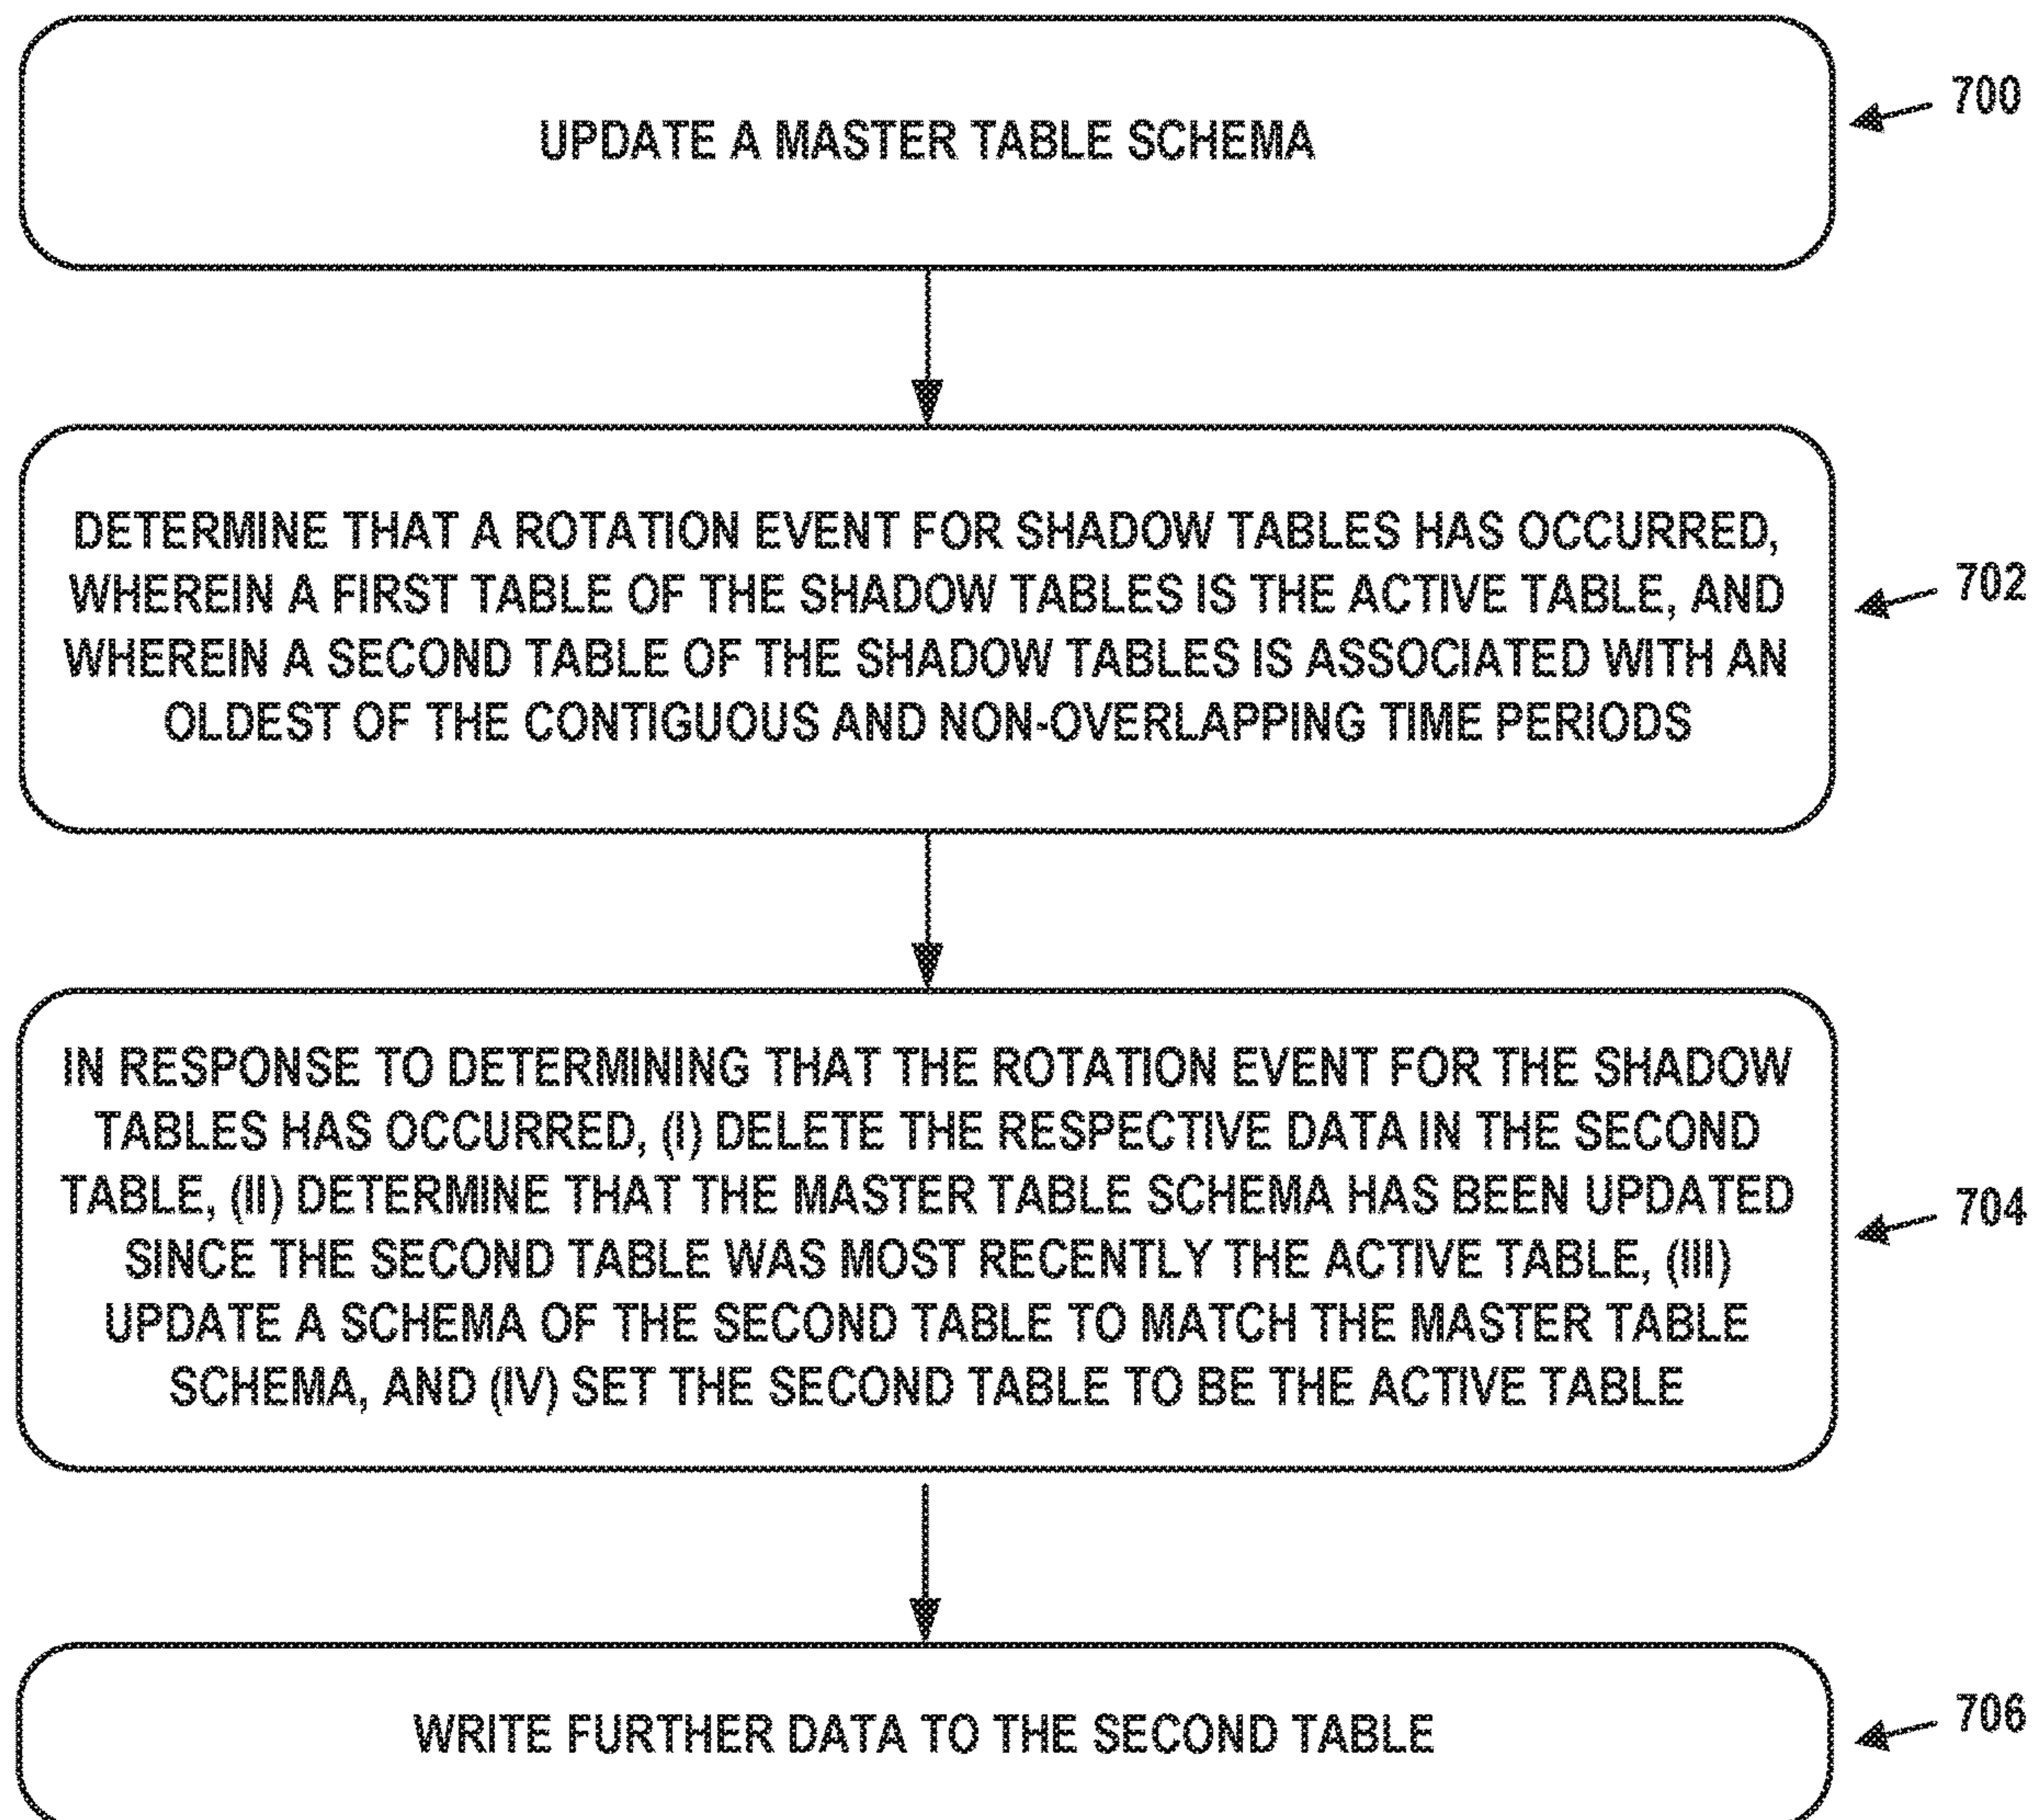 UPDATE A MASTER TABLE SCHEMA
700
DETERMINE THAT A ROTATION EVENT FOR SHADOW TABLES HAS OCCURRED,
WHEREIN A FIRST TABLE OF THE SHADOW TABLES IS THE ACTIVE TABLE, AND
WHEREIN A SECOND TABLE OF THE SHADOW TABLES IS ASSOCIATED WITH AN
OLDEST OF THE CONTIGUOUS AND NON-OVERLAPPING TIME PERIODS
702
IN RESPONSE TO DETERMINING THAT THE ROTATION EVENT FOR THE SHADOW
TABLES HAS OCCURRED, (I) DELETE THE RESPECTIVE DATA IN THE SECOND
TABLE, (II) DETERMINE THAT THE MASTER TABLE SCHEMA HAS BEEN UPDATED
SINCE THE SECOND TABLE WAS MOST RECENTLY THE ACTIVE TABLE, (III)
UPDATE A SCHEMA OF THE SECOND TABLE TO MATCH THE MASTER TABLE
SCHEMA, AND (IV) SET THE SECOND TABLE TO BE THE ACTIVE TABLE
704
WRITE FURTHER DATA TO THE SECOND TABLE
706